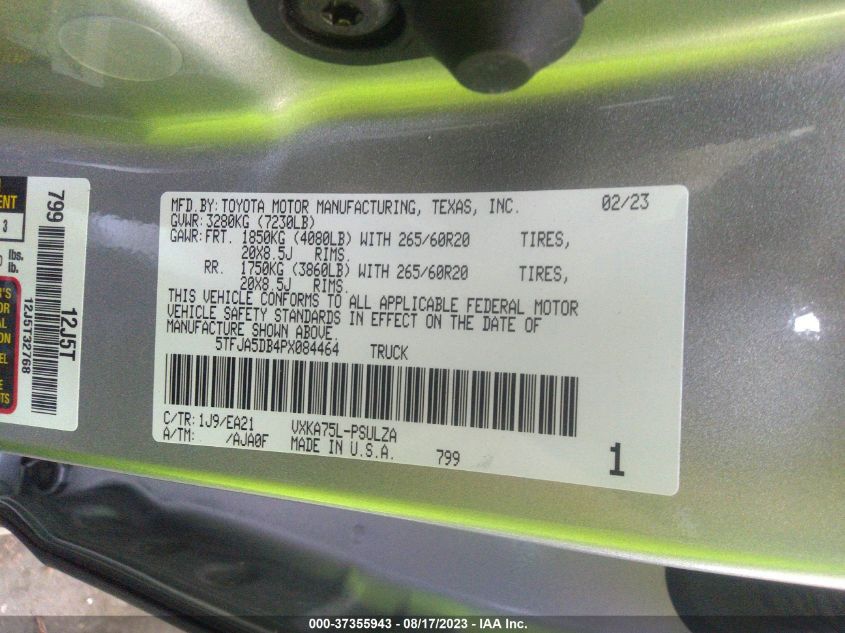 MFD. BY: TOYOTA MOTOR MANUFACTURING, TEXAS, INC. 02/23
GVWR: 3280KG (7230LB)
GAWR: FRT. 1850KG (4080LB) WITH 265/60R20 TIRES,
20X8.5J RIMS.
RR. 1750KG (3860LB) WITH 265/60R20 TIRES,
20X8.5J RIMS.
THIS VEHICLE CONFORMS TO ALL APPLICABLE FEDERAL MOTOR
VEHICLE SAFETY STANDARDS IN EFFECT ON THE DATE OF
MANUFACTURE SHOWN ABOVE.
5TFJA5DB4PX084464 TRUCK
C/TR: 1J9/EA21 VXKA75L-PSULZA
A/TM: /AJA0F MADE IN U.S.A. 799
1
799
12J5T
12J5T32768
3
lbs.
lb.
000-37355943 - 08/17/2023 - IAA Inc.